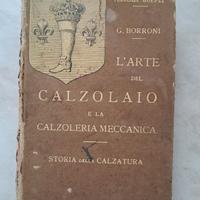 G. BORRONI
L'ARTE
DEL
CALZOLAIO
E LA
CALZOLERIA MECCANICA
STORIA DELLA CALZATURA